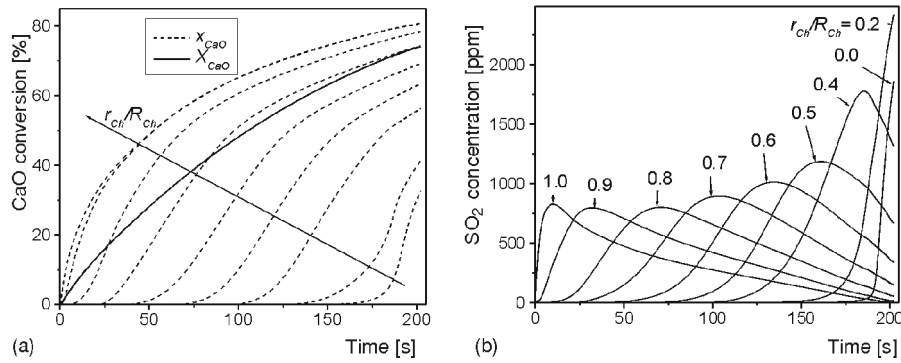 CaO conversion [%]
80
60
40
20
0
x_CaO
X_CaO
r_ch/R_Ch
0 50 100 150 200
(a)
Time [s]
SO₂ concentration [ppm]
2000
1500
1000
500
0
r_ch/R_ch = 0.2
0.0
0.4
0.5
0.6
0.7
0.8
0.9
1.0
0 50 100 150 200
(b)
Time [s]